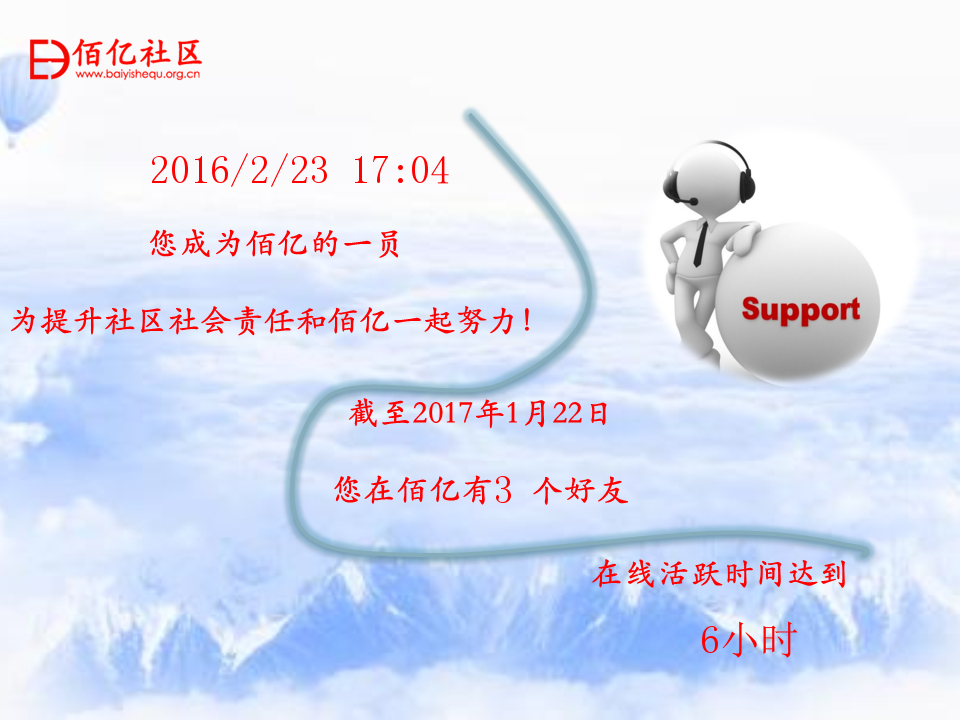 佰亿社区
www.baiyishequ.org.cn
2016/2/23 17:04
您成为佰亿的一员
为提升社区社会责任和佰亿一起努力！
Support
截至2017年1月22日
您在佰亿有3 个好友
在线活跃时间达到
6小时